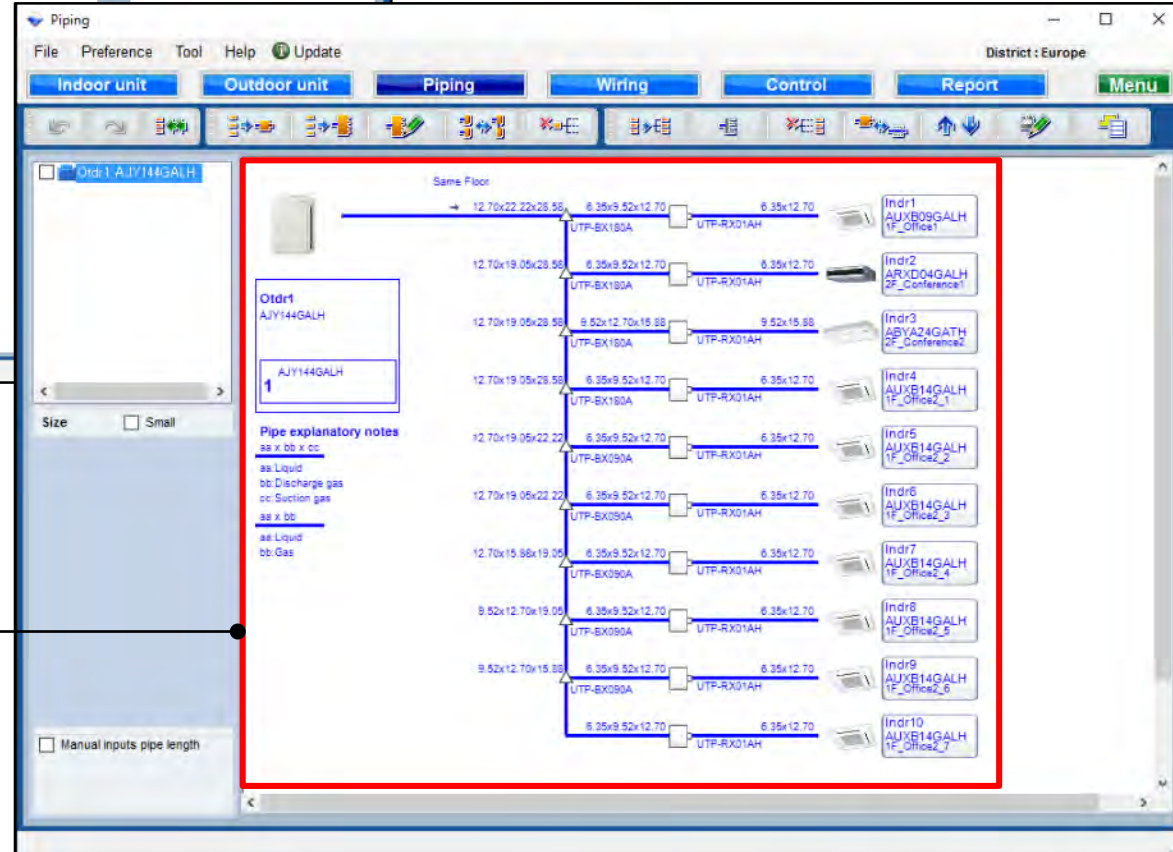 Piping
File Preference Tool Help Update District : Europe
Indoor unit Outdoor unit Piping Wiring Control Report Menu
Otdr1 AJY144GALH
Size Small
Manual inputs pipe length
Same Floor
Otdr1
AJY144GALH
AJY144GALH
1
Pipe explanatory notes
aa x bb x cc
aa:Liquid
bb:Discharge gas
cc:Suction gas
aa x bb
aa:Liquid
bb:Gas
12.70x22.22x28.58 6.35x9.52x12.70 6.35x12.70
UTP-BX180A UTP-RX01AH
Indr1
AUXB09GALH
1F_Office1
12.70x19.05x28.58 6.35x9.52x12.70 6.35x12.70
UTP-BX180A UTP-RX01AH
Indr2
ARXD04GALH
2F_Conference1
12.70x19.05x28.58 9.52x12.70x15.88 9.52x15.88
UTP-BX180A UTP-RX01AH
Indr3
ABYA24GATH
2F_Conference2
12.70x19.05x28.58 6.35x9.52x12.70 6.35x12.70
UTP-BX180A UTP-RX01AH
Indr4
AUXB14GALH
1F_Office2_1
12.70x19.05x22.22 6.35x9.52x12.70 6.35x12.70
UTP-BX090A UTP-RX01AH
Indr5
AUXB14GALH
1F_Office2_2
12.70x19.05x22.22 6.35x9.52x12.70 6.35x12.70
UTP-BX090A UTP-RX01AH
Indr6
AUXB14GALH
1F_Office2_3
12.70x15.88x19.05 6.35x9.52x12.70 6.35x12.70
UTP-BX090A UTP-RX01AH
Indr7
AUXB14GALH
1F_Office2_4
9.52x12.70x19.05 6.35x9.52x12.70 6.35x12.70
UTP-BX090A UTP-RX01AH
Indr8
AUXB14GALH
1F_Office2_5
9.52x12.70x15.88 6.35x9.52x12.70 6.35x12.70
UTP-BX090A UTP-RX01AH
Indr9
AUXB14GALH
1F_Office2_6
6.35x9.52x12.70 6.35x12.70
UTP-RX01AH
Indr10
AUXB14GALH
1F_Office2_7